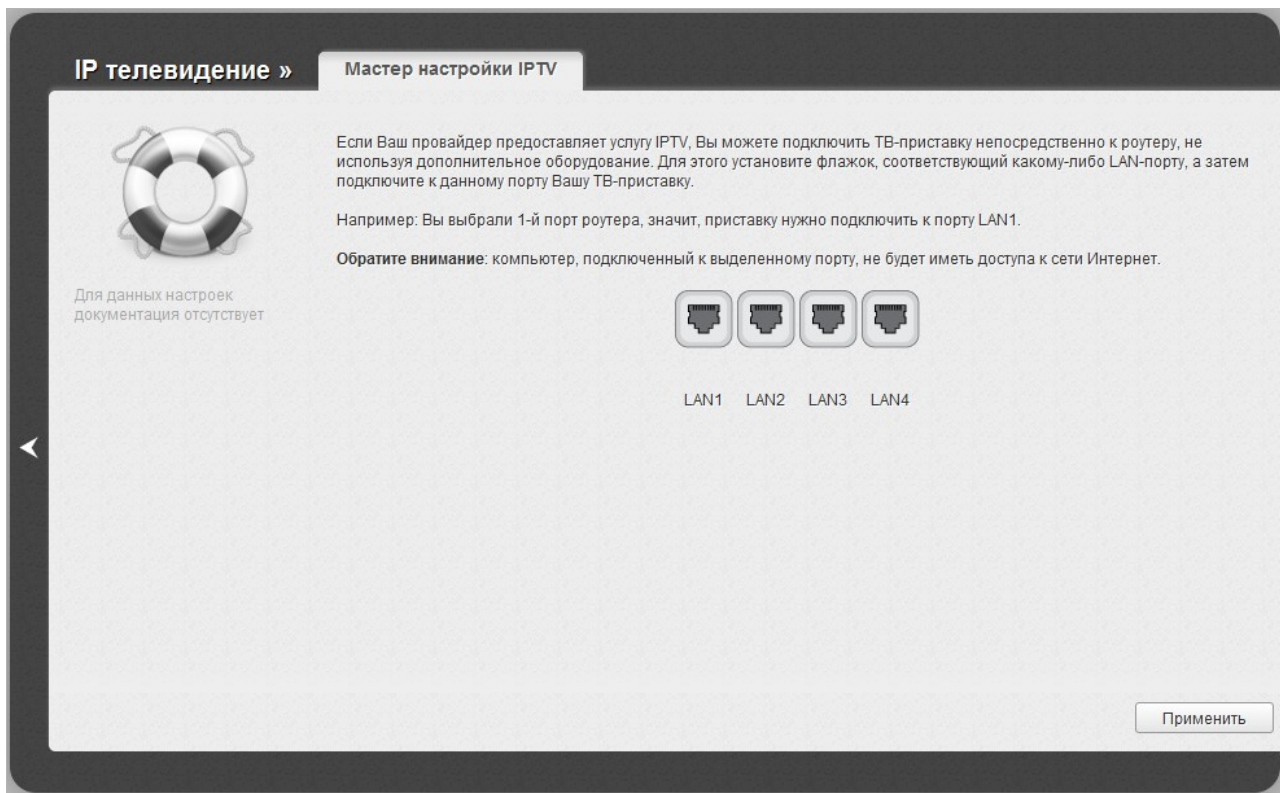 IP телевидение »
Мастер настройки IPTV
Если Ваш провайдер предоставляет услугу IPTV, Вы можете подключить ТВ-приставку непосредственно к роутеру, не
используя дополнительное оборудование. Для этого установите флажок, соответствующий какому-либо LAN-порту, а затем
подключите к данному порту Вашу ТВ-приставку.
Например: Вы выбрали 1-й порт роутера, значит, приставку нужно подключить к порту LAN1.
Обратите внимание: компьютер, подключенный к выделенному порту, не будет иметь доступа к сети Интернет.
Для данных настроек
документация отсутствует
LAN1 LAN2 LAN3 LAN4
Применить